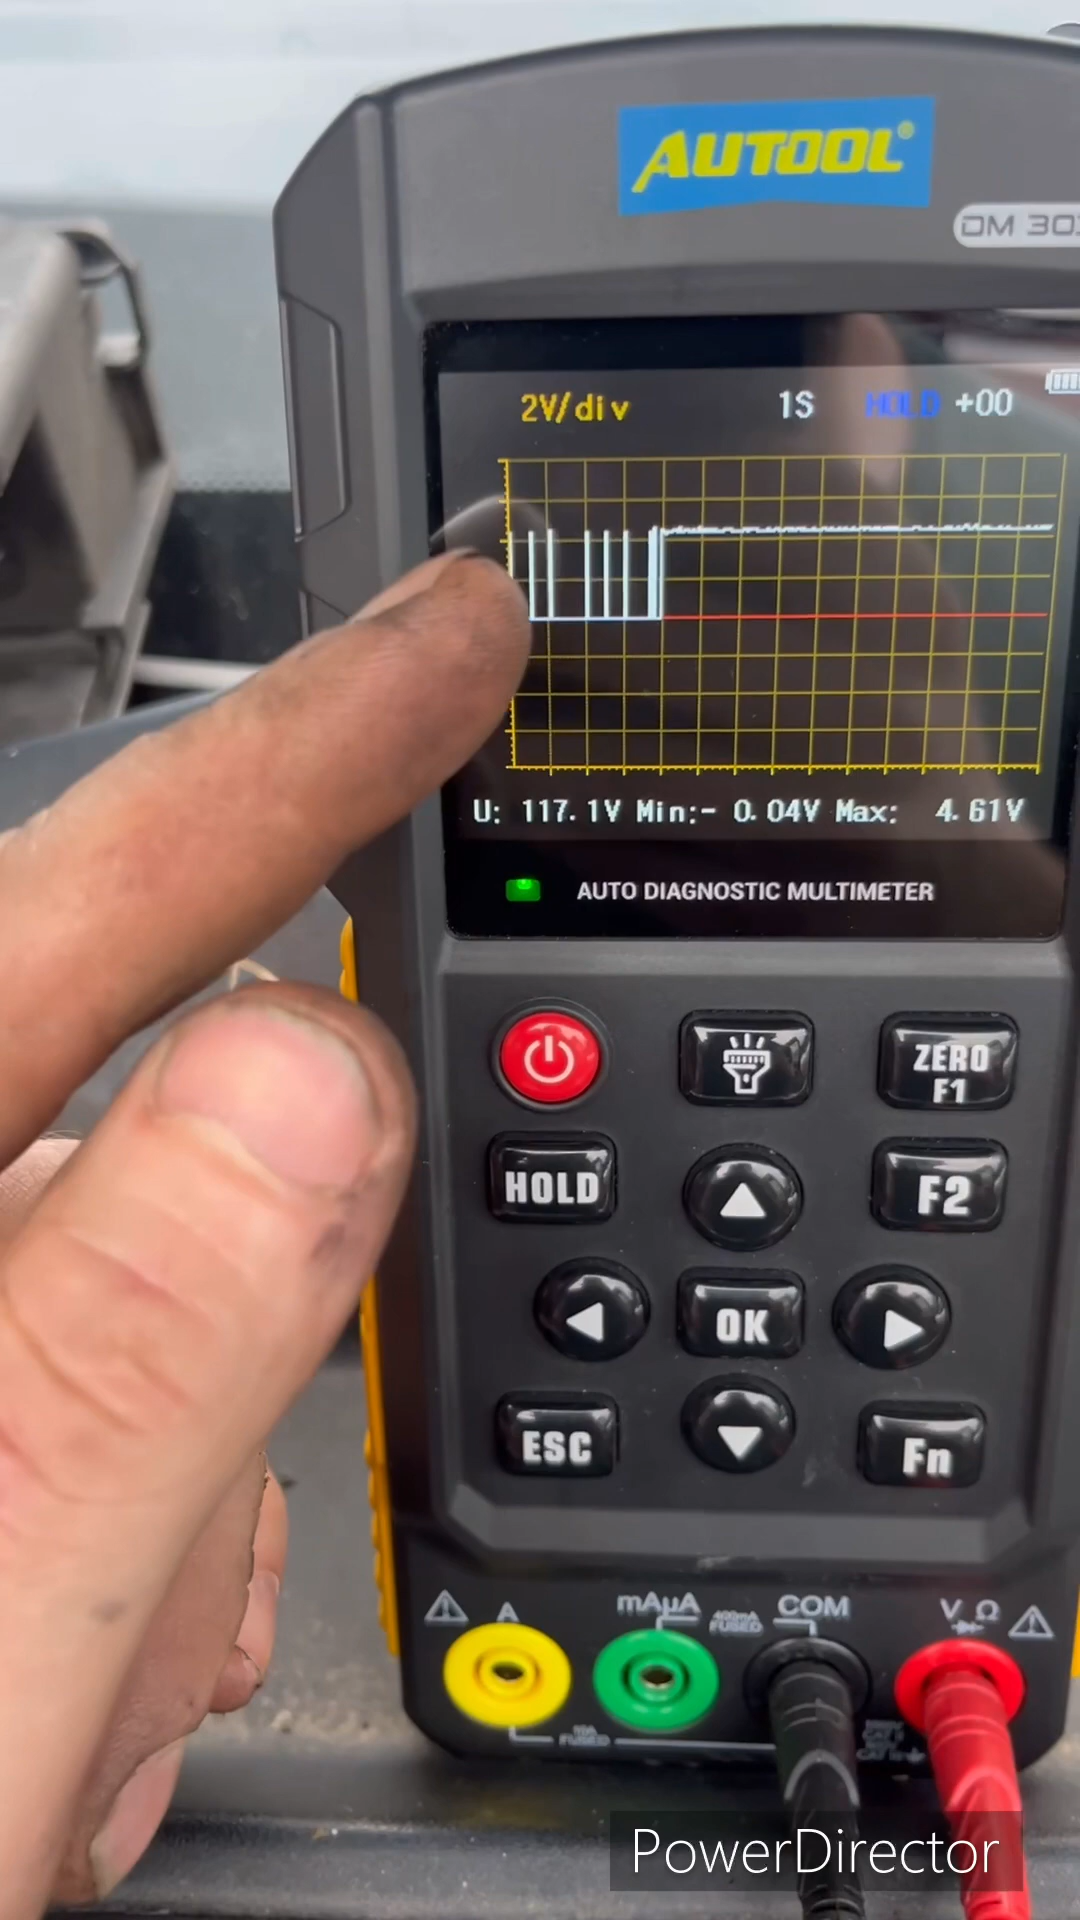 AUTOOL®
DM 30
2V/div 1S HOLD +00
U: 117.1V Min:- 0.04V Max: 4.61V
AUTO DIAGNOSTIC MULTIMETER
ZERO
F1
HOLD
F2
OK
ESC
Fn
A
mAµA
400mA
FUSED
COM
V Ω
10A
FUSED
PowerDirector